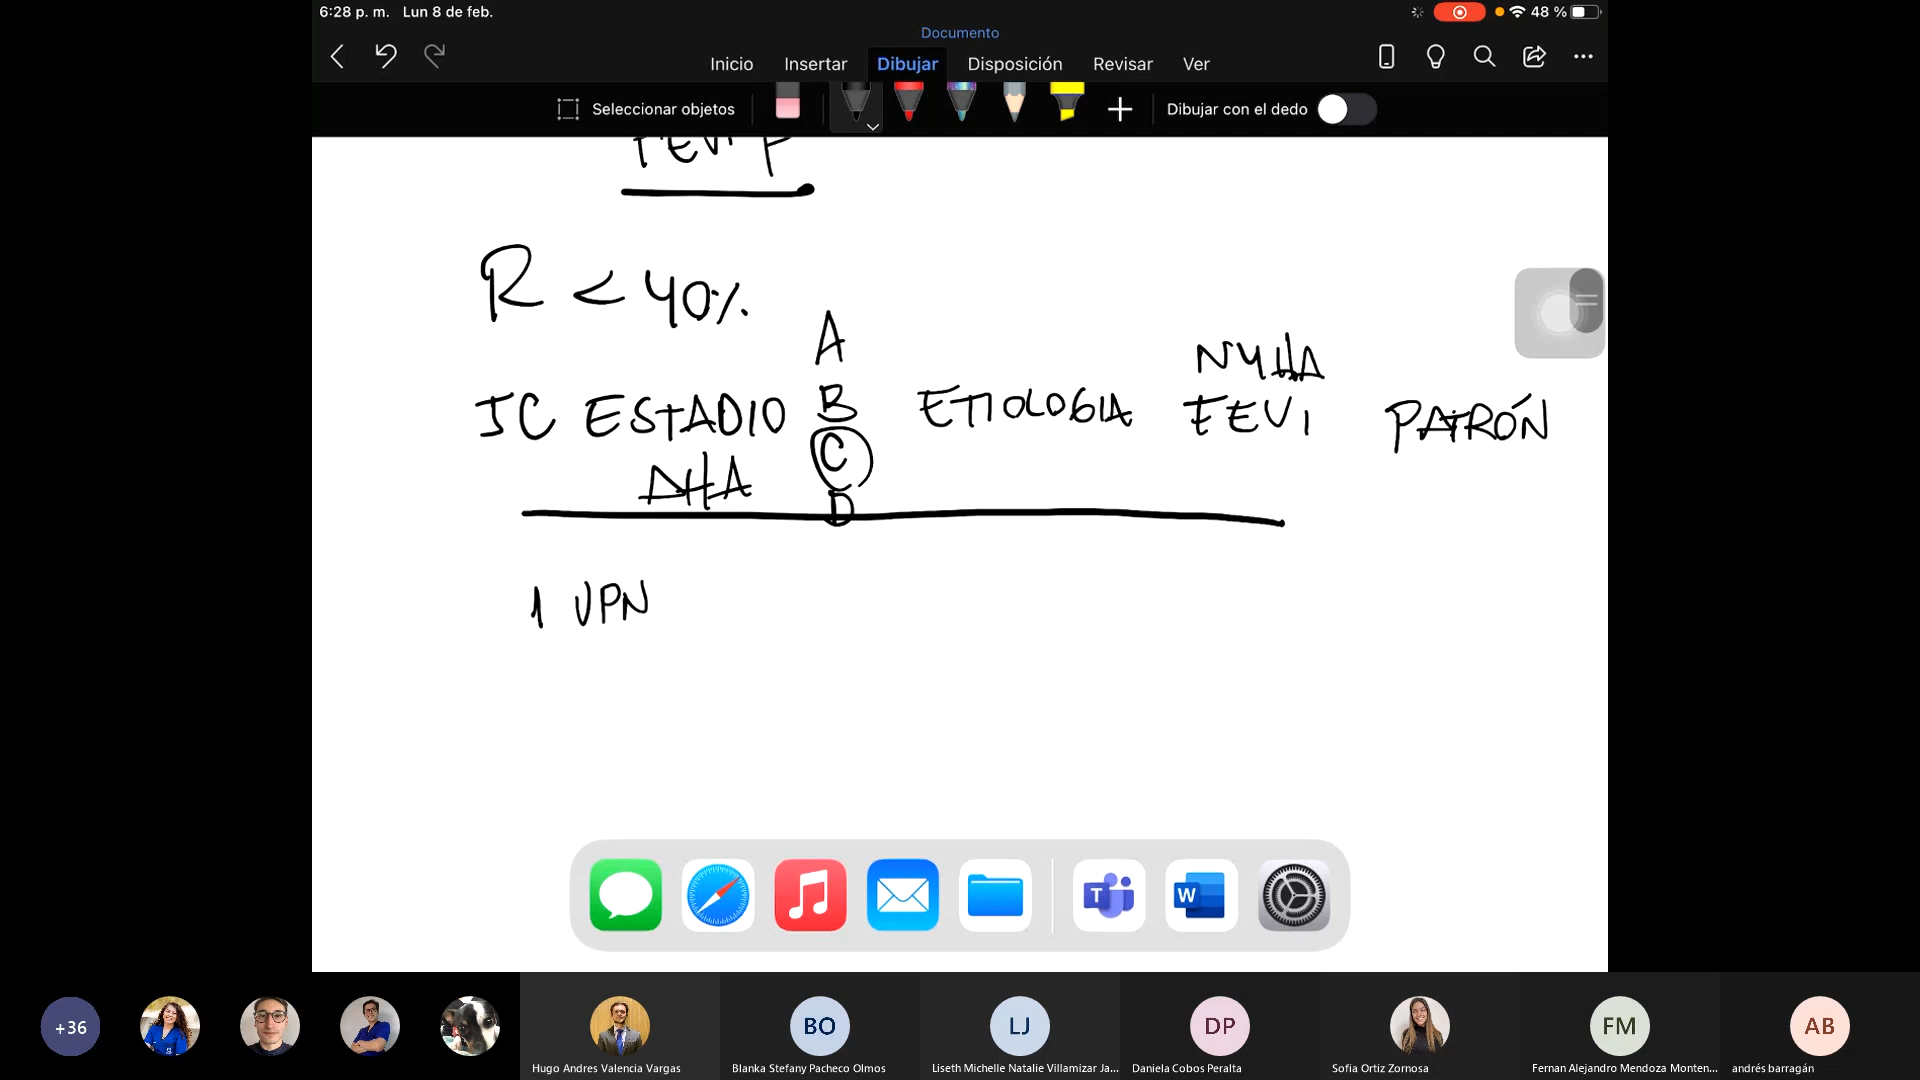 6:28 p. m. Lun 8 de feb. 48 %
Documento
Inicio Insertar Dibujar Disposición Revisar Ver
Seleccionar objetos Dibujar con el dedo
R < 40%
A
NYHA
IC ESTADIO B ETIOLOGIA FEVI PATRÓN
C
AHA
D
1 VPN
T W
+36 BO LJ DP FM AB
Hugo Andres Valencia Vargas Blanka Stefany Pacheco Olmos Liseth Michelle Natalie Villamizar Ja... Daniela Cobos Peralta Sofia Ortiz Zornosa Fernan Alejandro Mendoza Monten... andrés barragán